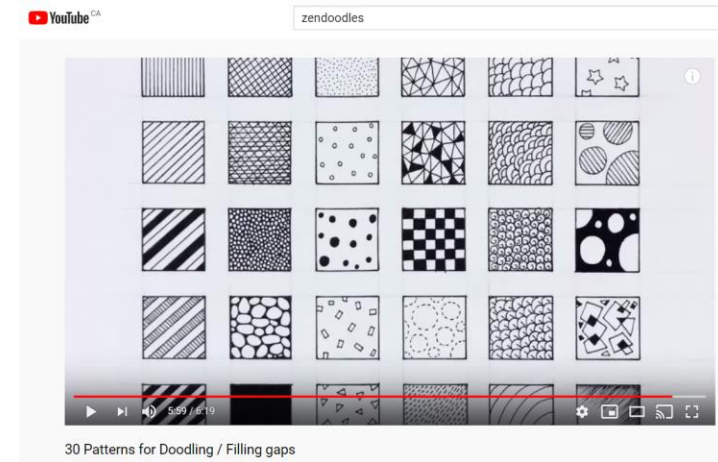 YouTube CA
zendoodles
i
5:59 / 6:19
30 Patterns for Doodling / Filling gaps